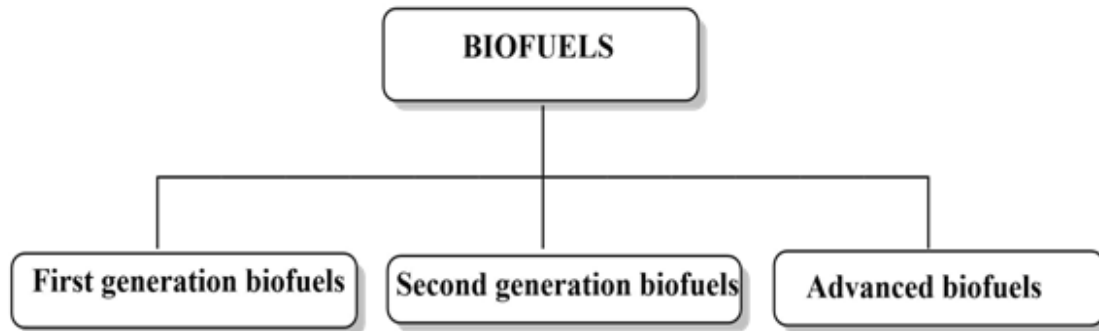 BIOFUELS
First generation biofuels
Second generation biofuels
Advanced biofuels